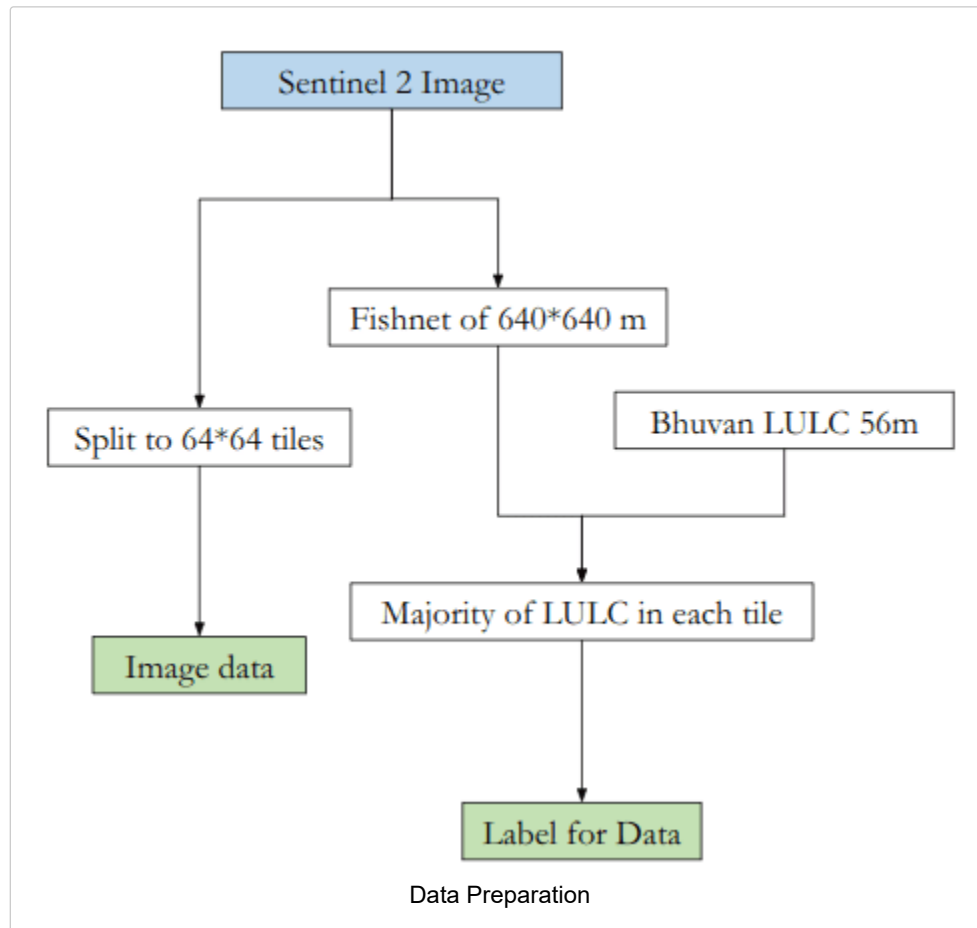 Sentinel 2 Image
Fishnet of 640*640 m
Split to 64*64 tiles
Bhuvan LULC 56m
Majority of LULC in each tile
Image data
Label for Data
Data Preparation